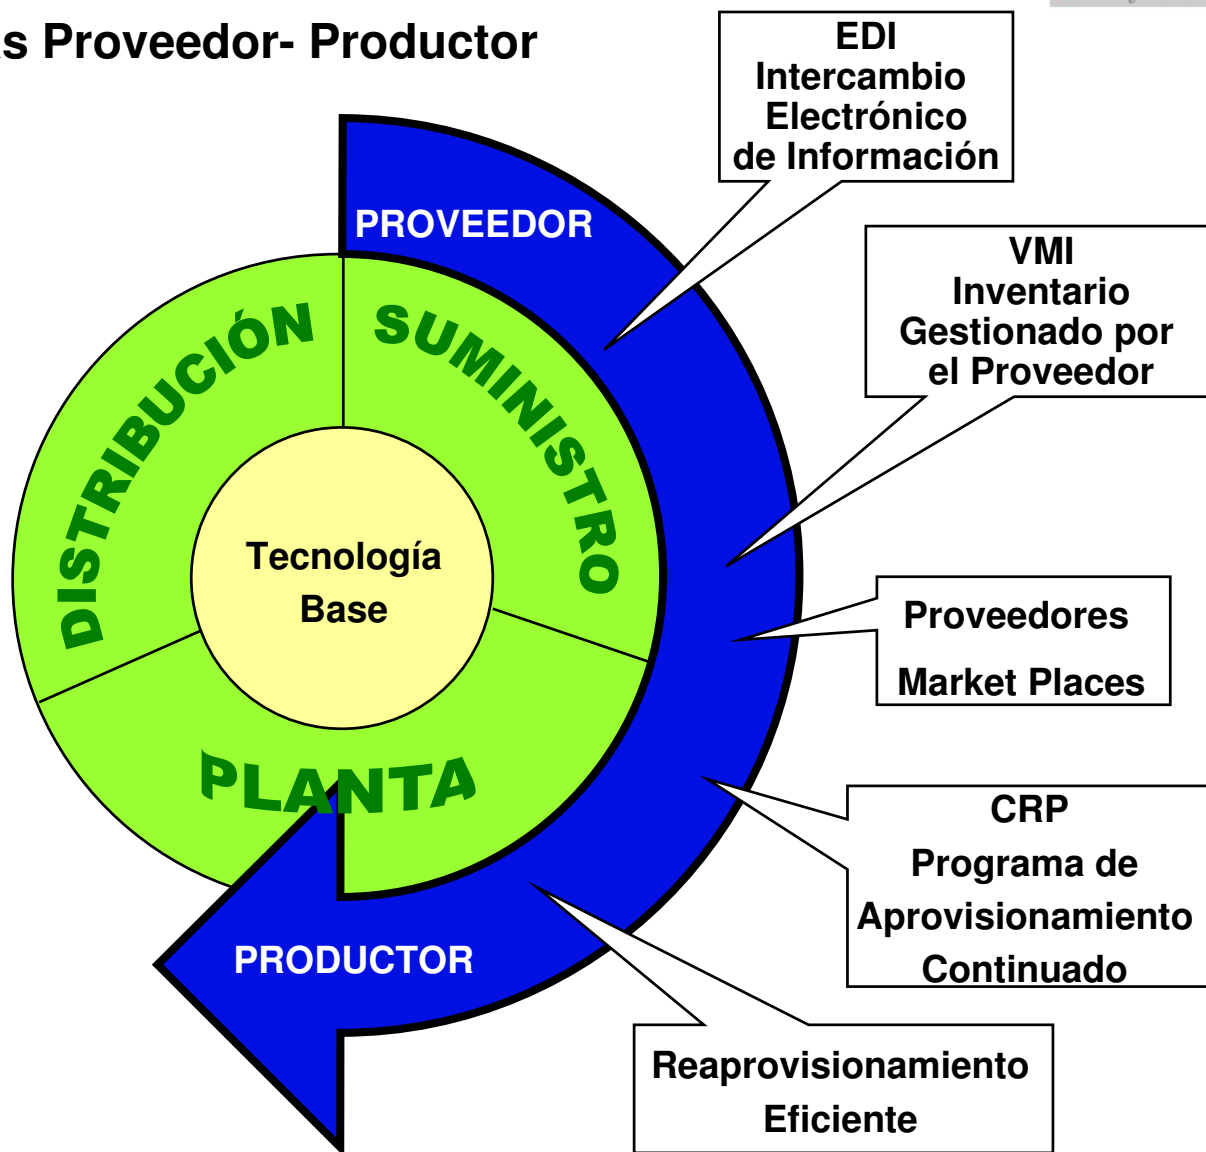 Proveedor- Productor
EDI
Intercambio
Electrónico
de Información
PROVEEDOR
VMI
Inventario
Gestionado por
el Proveedor
DISTRIBUCIÓN
SUMINISTRO
Tecnología
Base
Proveedores
Market Places
PLANTA
CRP
Programa de
Aprovisionamiento
Continuado
PRODUCTOR
Reaprovisionamiento
Eficiente